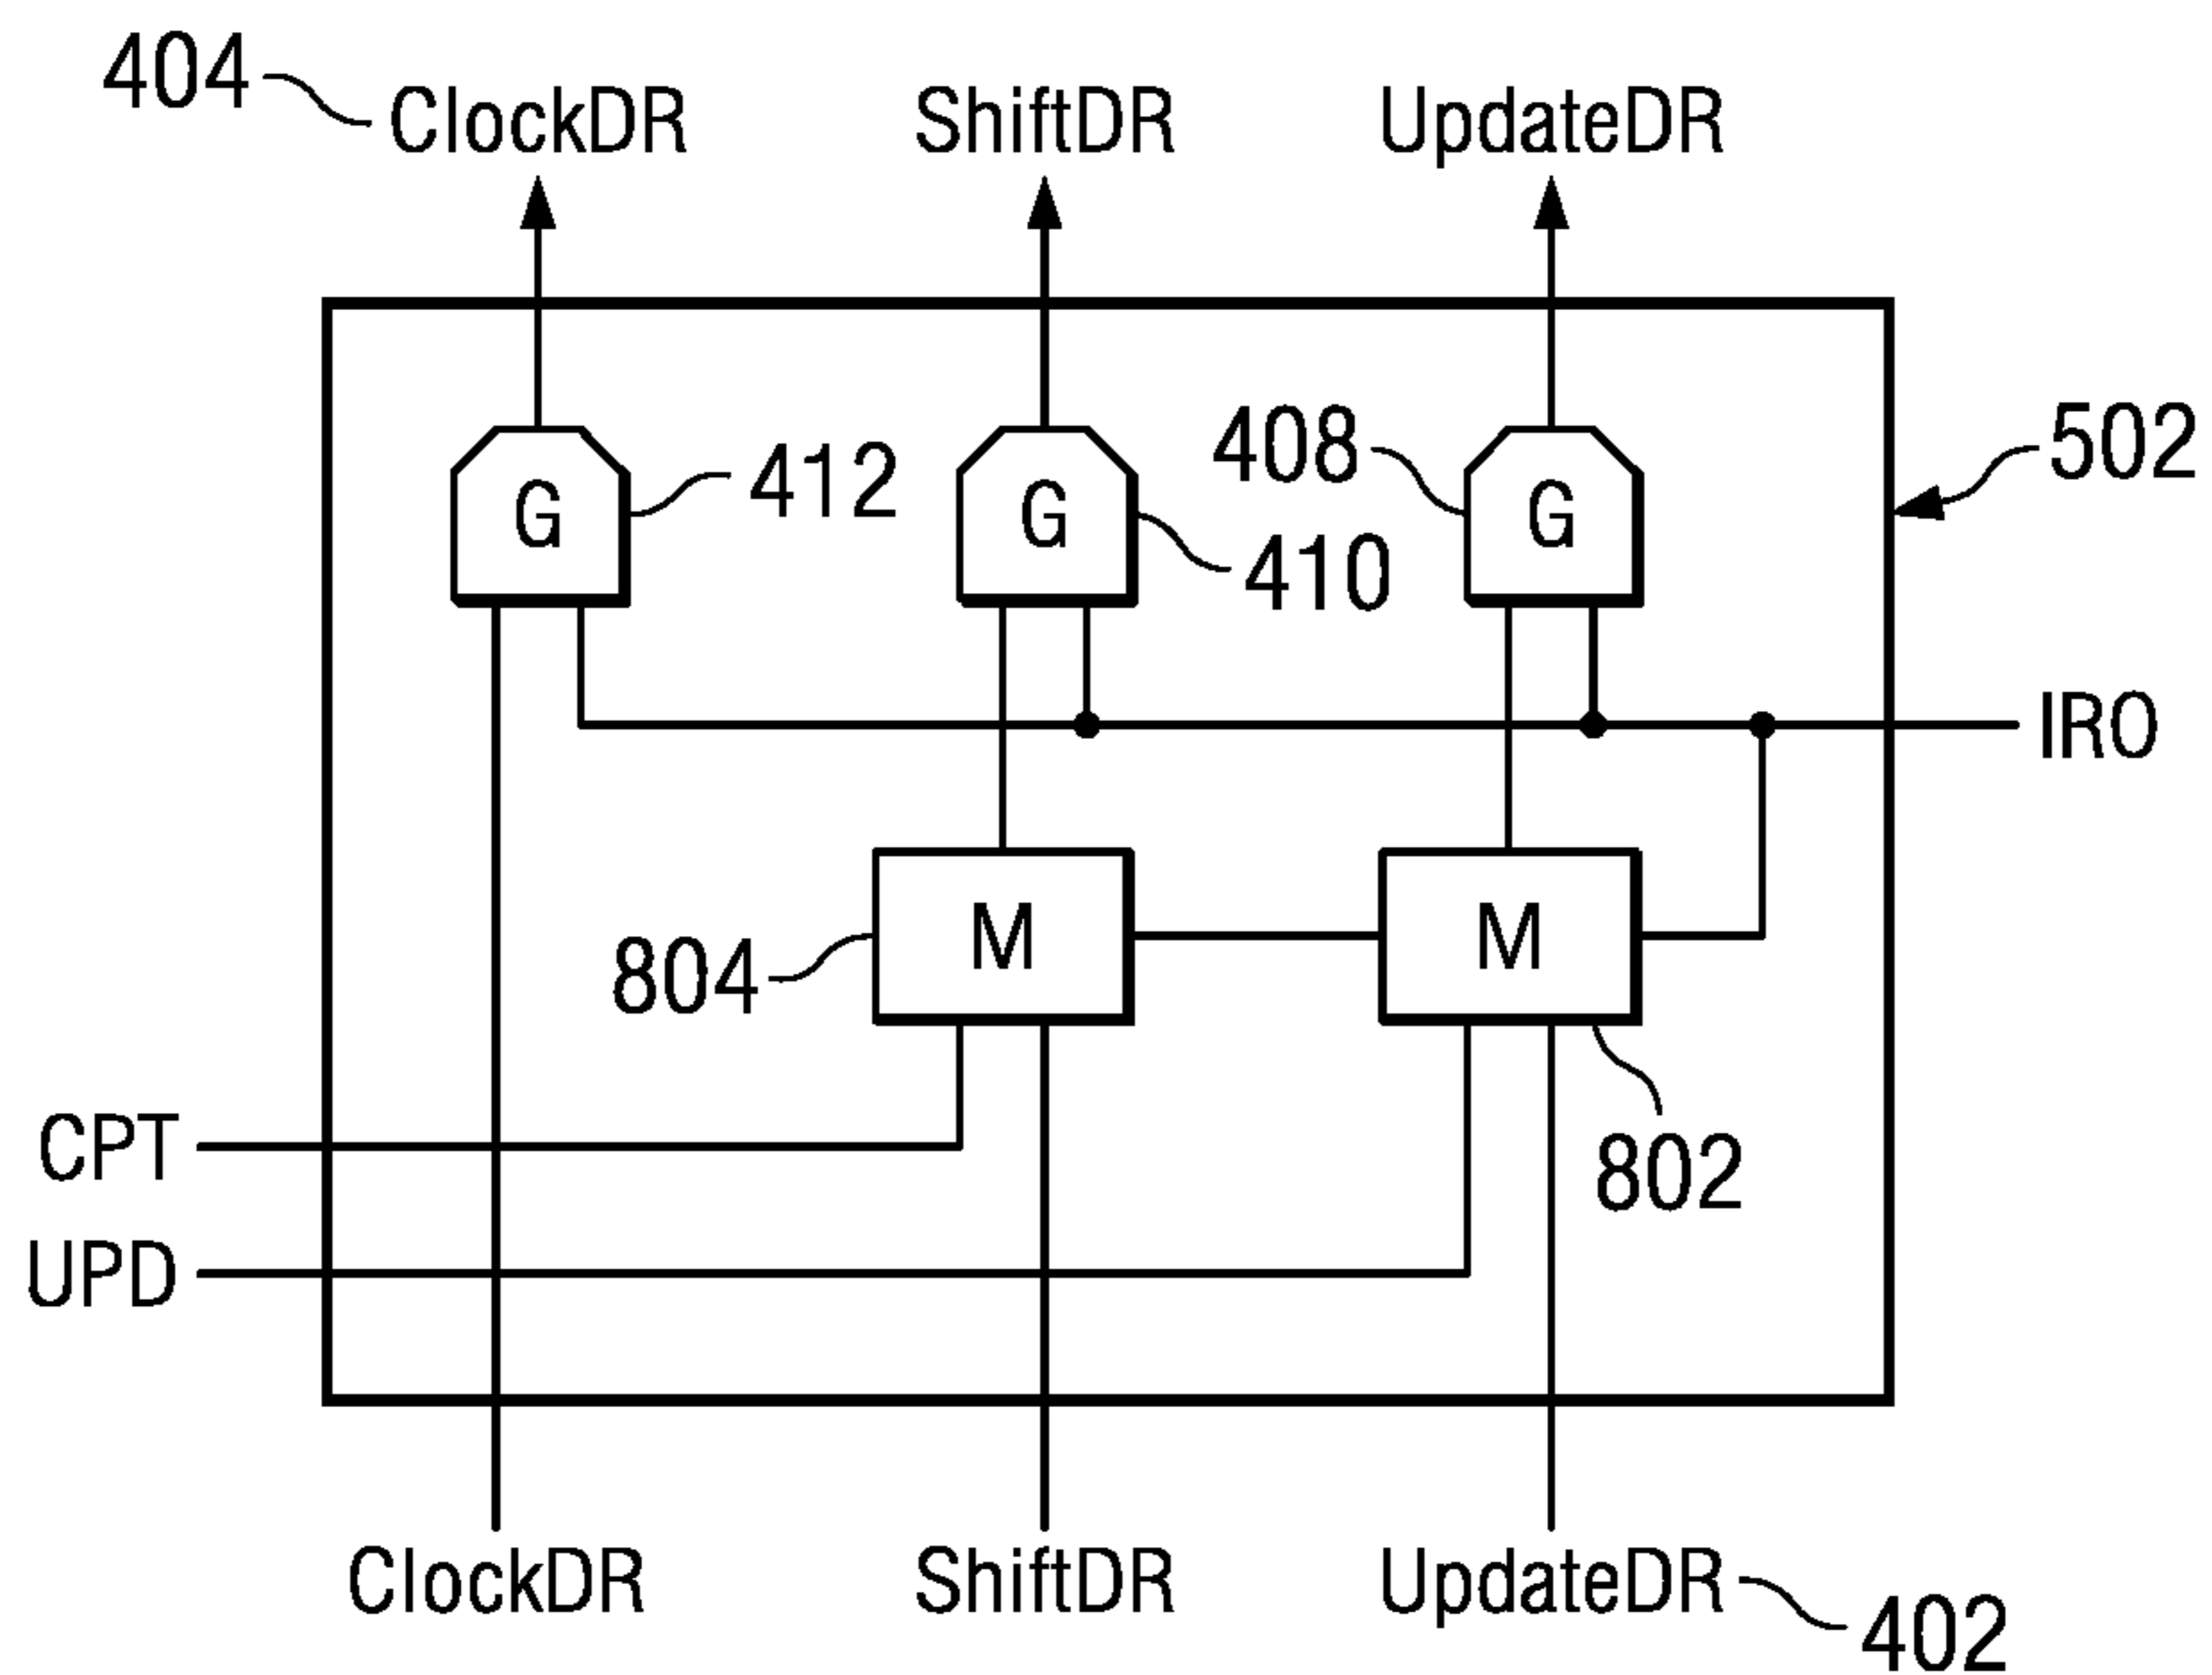 404
ClockDR ShiftDR UpdateDR
G 412 G 410 408 G 502
IRO
804 M M 802
CPT
UPD
ClockDR ShiftDR UpdateDR
402